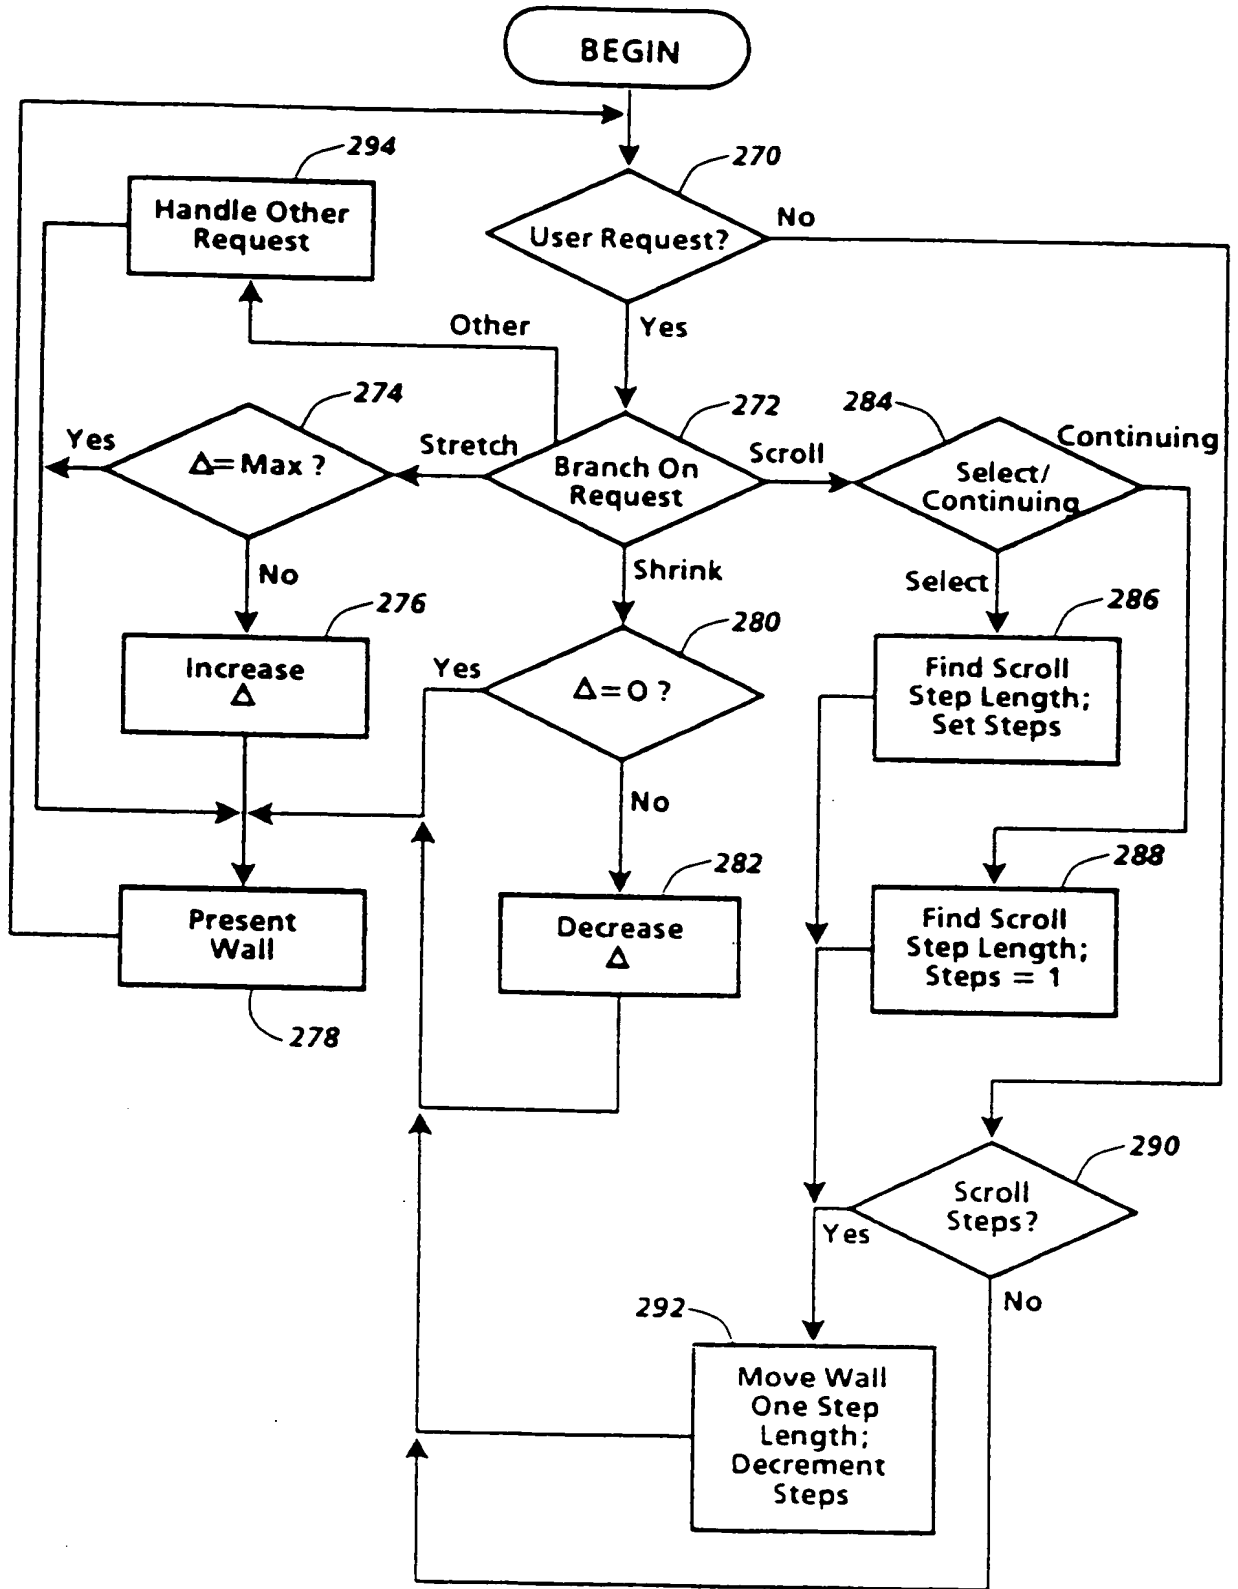 BEGIN
294
270
Handle Other
Request
No
User Request?
Other
Yes
274
272
284
Yes
Δ=Max ?
Stretch
Branch On
Request
Scroll
Select/
Continuing
Continuing
No
Shrink
Select
276
280
286
Increase
Δ
Yes
Δ=0 ?
Find Scroll
Step Length;
Set Steps
No
282
288
Present
Wall
Decrease
Δ
Find Scroll
Step Length;
Steps = 1
278
290
Scroll
Steps?
Yes
No
292
Move Wall
One Step
Length;
Decrement
Steps